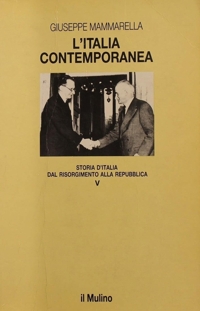 GIUSEPPE MAMMARELLA
L'ITALIA
CONTEMPORANEA
STORIA D'ITALIA
DAL RISORGIMENTO ALLA REPUBBLICA
V
il Mulino